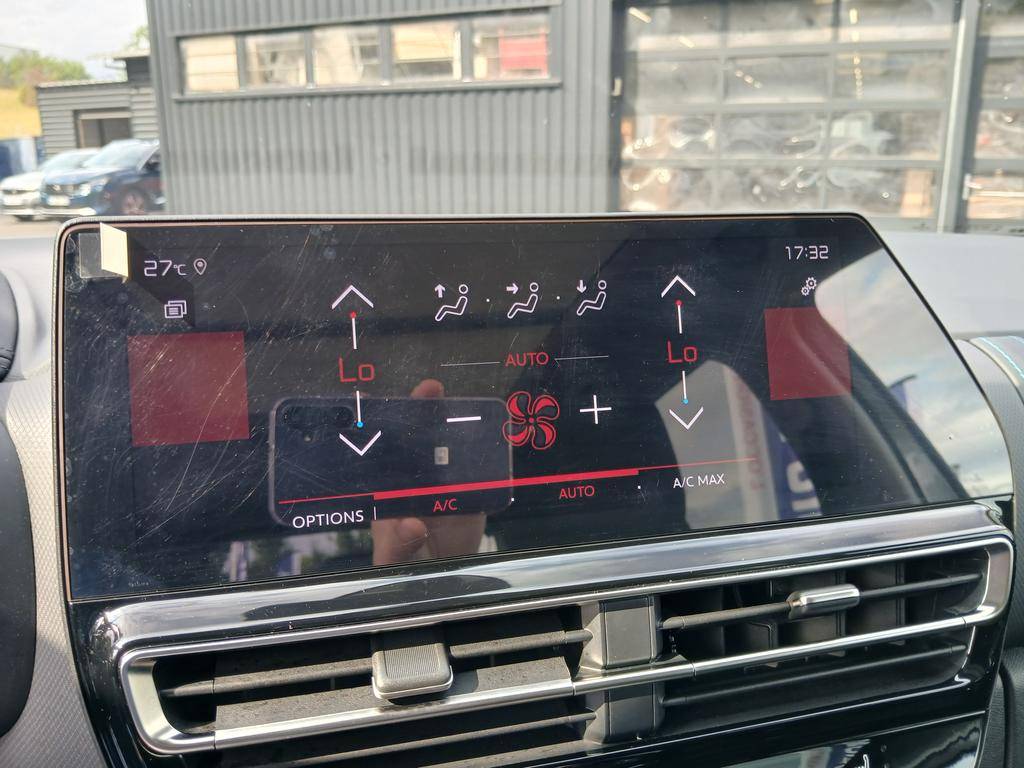 27°C
17:32
Lo
Lo
AUTO
OPTIONS | A/C AUTO A/C MAX